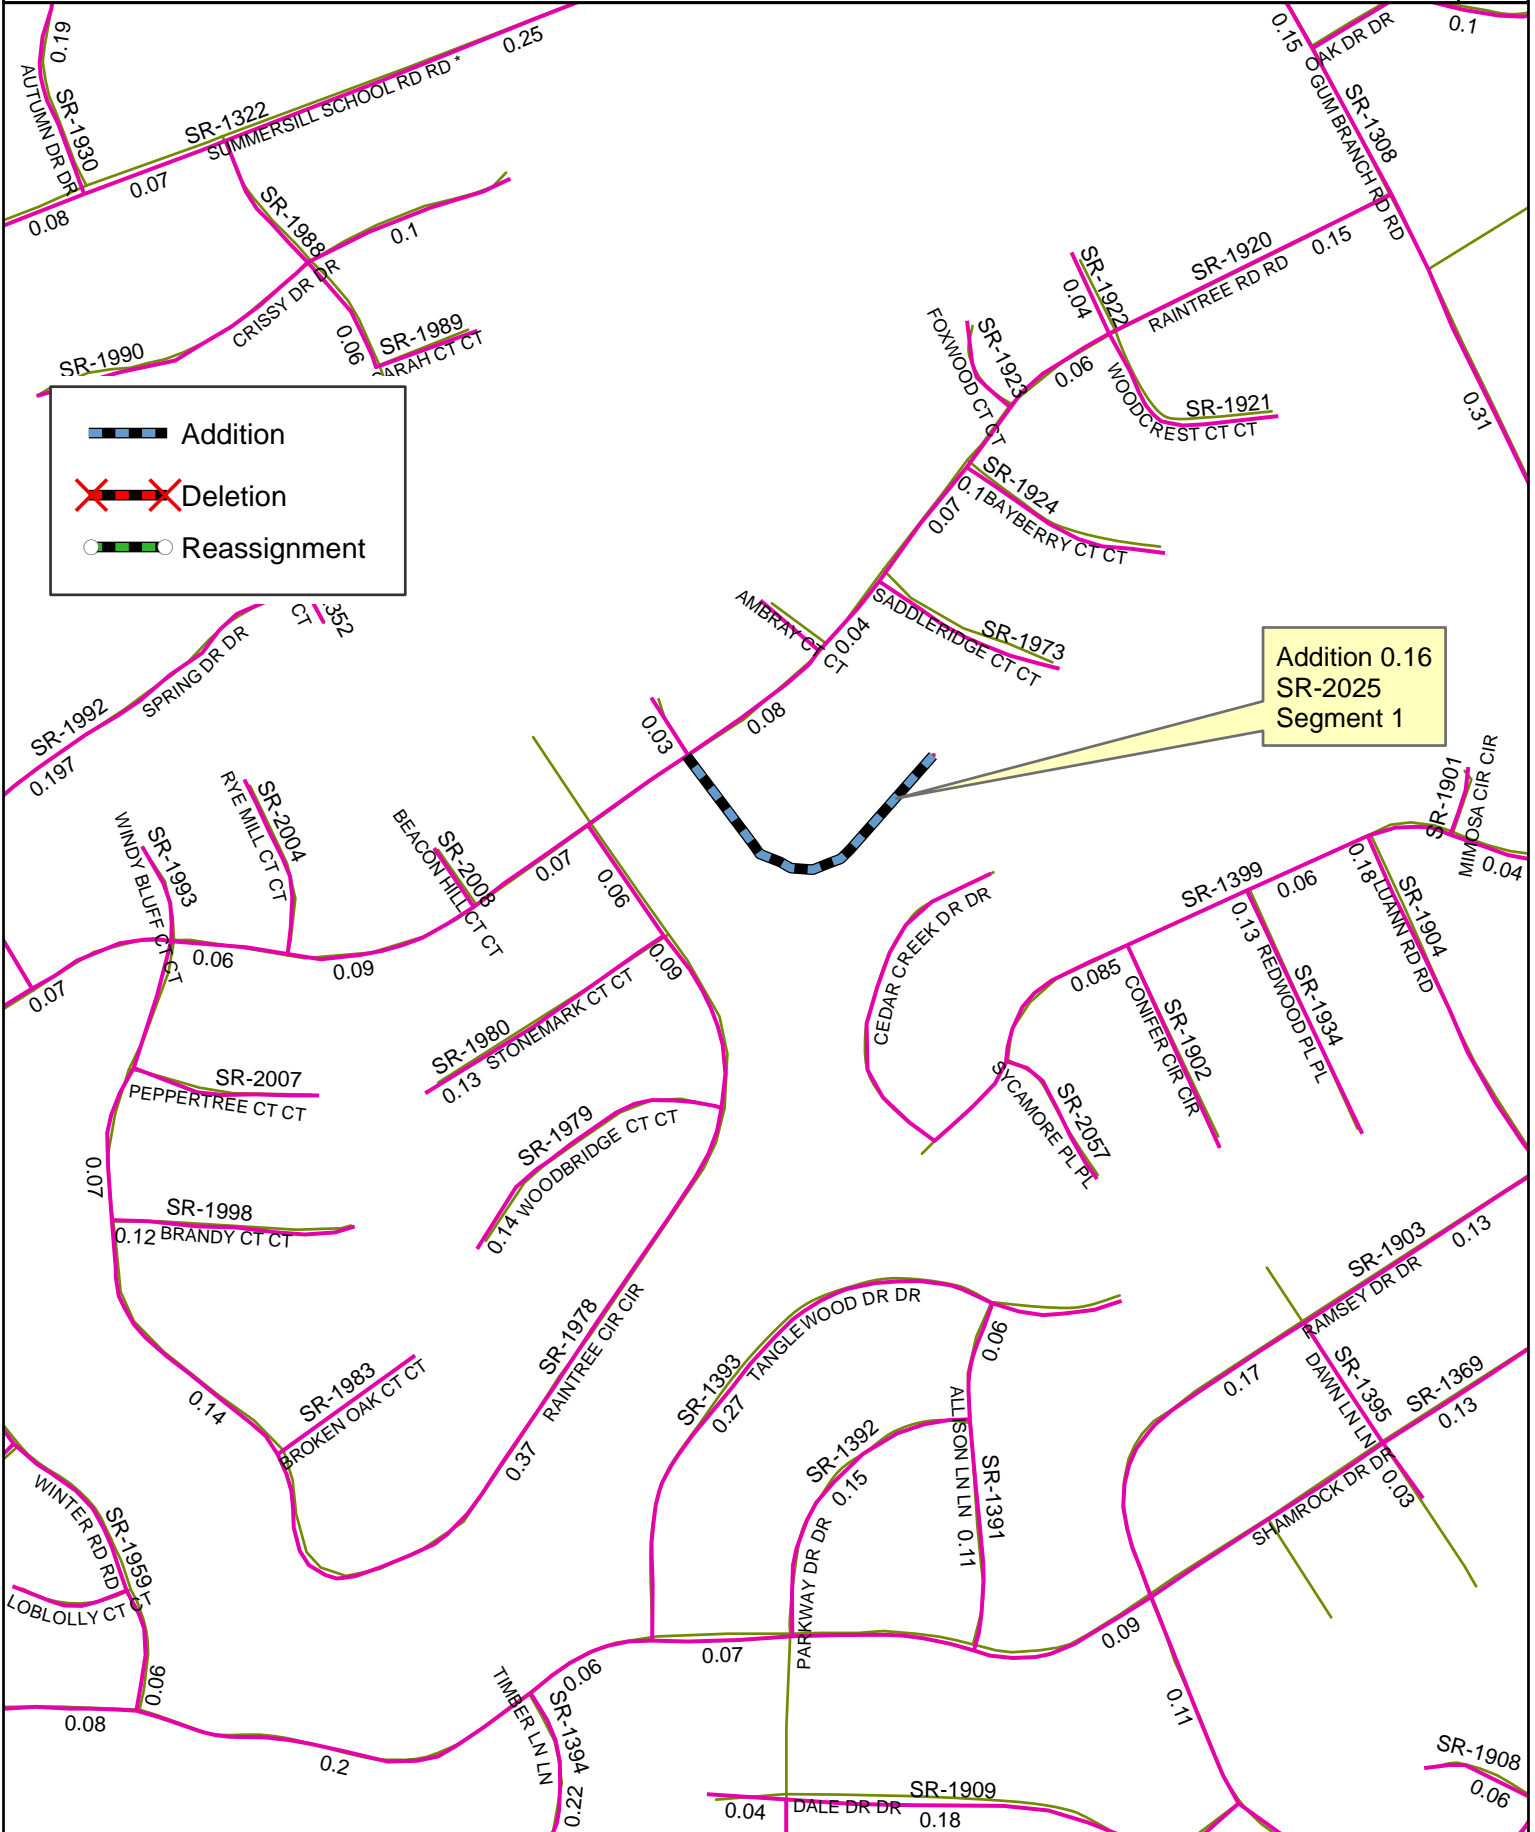 0.19
AUTUMN DR DR
SR-1930
0.08
0.07
SR-1322
SUMMERSILL SCHOOL RD RD *
0.25
SR-1988
0.1
CRISSY DR DR
SR-1990
0.06
SR-1989
SARAH CT CT
0.15
OAK DR DR
0.1
SR-1308
O GUM BRANCH RD RD
SR-1920
0.15
RAINTREE RD RD
SR-1922
0.04
0.06
FOXWOOD CT CT
SR-1923
WOODCREST CT CT
SR-1921
0.31
Addition
Deletion
Reassignment
SR-1924
0.1
BAYBERRY CT CT
0.07
SADDLERIDGE CT CT
SR-1973
AMBRAY CT CT
0.04
CT
352
SPRING DR DR
SR-1992
0.197
0.08
0.03
Addition 0.16
SR-2025
Segment 1
SR-1901
MIMOSA CIR CIR
0.04
RYE MILL CT CT
SR-2004
WINDY BLUFF CT CT
SR-1993
BEACON HILL CT CT
SR-2008
0.07
0.06
0.06
0.09
0.07
0.09
CEDAR CREEK DR DR
SR-1399
0.06
0.18
LUANN RD RD
SR-1904
0.085
0.13
REDWOOD PL PL
SR-1934
CONIFER CIR CIR
SR-1902
SYCAMORE PL PL
SR-2057
SR-1980
0.13
STONEMARK CT CT
SR-2007
PEPPERTREE CT CT
SR-1979
0.14
WOODBRIDGE CT CT
0.07
SR-1998
0.12
BRANDY CT CT
SR-1903
0.13
RAMSEY DR DR
SR-1978
RAINTREE CIR CIR
0.37
TANGLEWOOD DR DR
SR-1393
0.27
0.06
0.14
SR-1983
BROKEN OAK CT CT
0.17
SR-1395
DAWN LN LN
SR-1369
0.13
SHAMROCK DR DR
0.03
SR-1392
0.15
ALLISON LN LN
SR-1391
0.11
PARKWAY DR DR
WINTER RD RD
SR-1959
LOBLOLLY CT CT
0.06
0.08
0.2
0.06
0.07
0.09
TIMBER LN LN
SR-1394
0.22
0.11
SR-1909
0.04
DALE DR DR
0.18
SR-1908
0.06